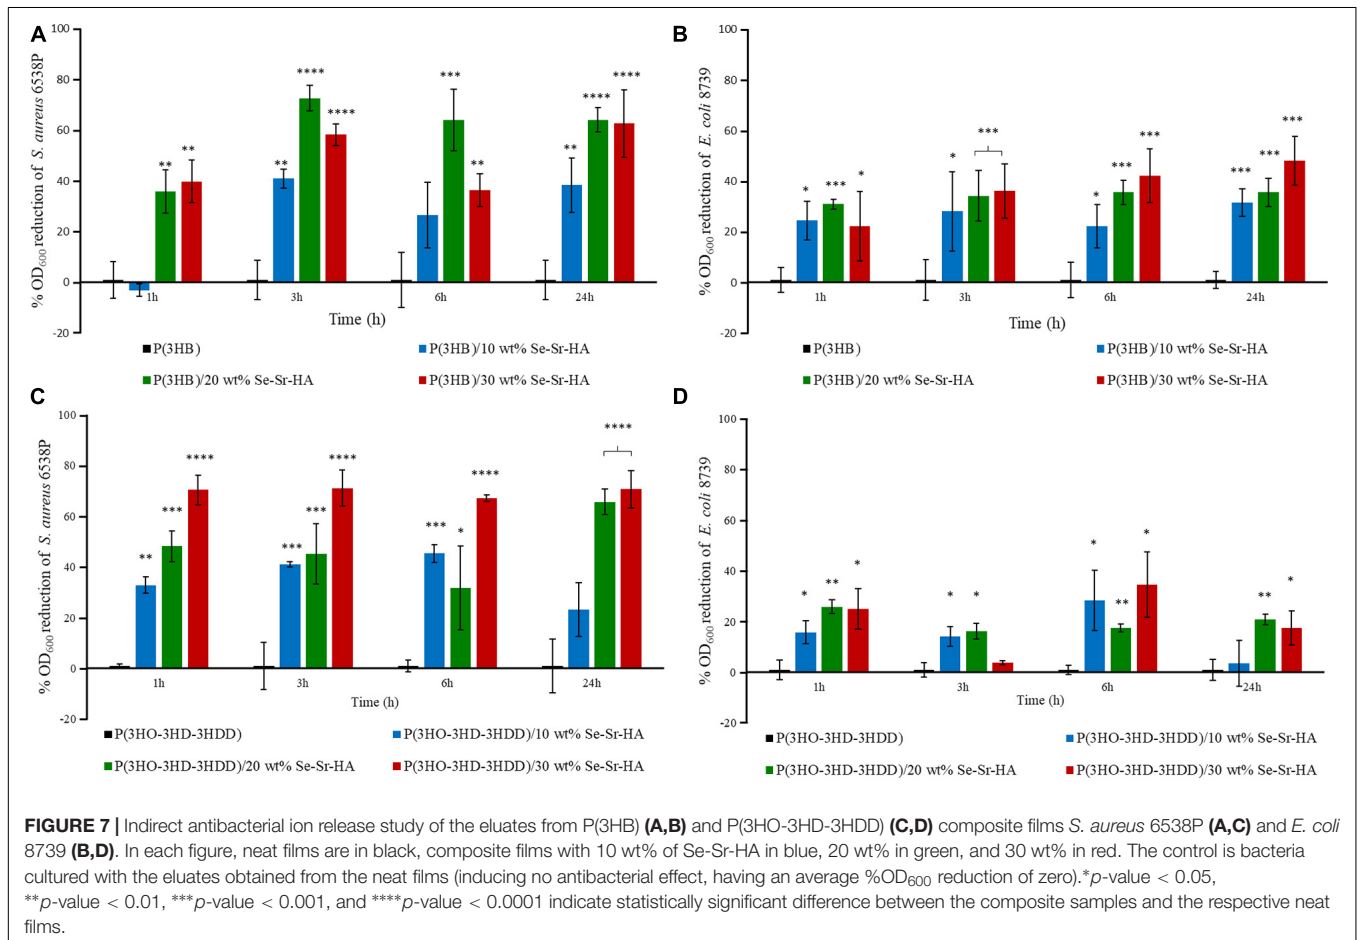 A
100
80
60
40
20
0
-20
% OD600 reduction of S. aureus 6538P
** ** ** **** **** *** ** ** **** ****
1h 3h 6h 24h
Time (h)
P(3HB) P(3HB)/10 wt% Se-Sr-HA
P(3HB)/20 wt% Se-Sr-HA P(3HB)/30 wt% Se-Sr-HA
B
100
80
60
40
20
0
-20
% OD600 reduction of E. coli 8739
* *** * * *** * *** *** *** *** ***
1h 3h 6h 24h
Time (h)
P(3HB) P(3HB)/10 wt% Se-Sr-HA
P(3HB)/20 wt% Se-Sr-HA P(3HB)/30 wt% Se-Sr-HA
C
100
80
60
40
20
0
-20
% OD600 reduction of S. aureus 6538P
** *** **** *** *** **** *** * **** ****
1h 3h 6h 24h
Time (h)
P(3HO-3HD-3HDD) P(3HO-3HD-3HDD)/10 wt% Se-Sr-HA
P(3HO-3HD-3HDD)/20 wt% Se-Sr-HA P(3HO-3HD-3HDD)/30 wt% Se-Sr-HA
D
100
80
60
40
20
0
-20
% OD600 reduction of E. coli 8739
* ** * * * * ** * ** *
1h 3h 6h 24h
Time (h)
P(3HO-3HD-3HDD) P(3HO-3HD-3HDD)/10 wt% Se-Sr-HA
P(3HO-3HD-3HDD)/20 wt% Se-Sr-HA P(3HO-3HD-3HDD)/30 wt% Se-Sr-HA
FIGURE 7 | Indirect antibacterial ion release study of the eluates from P(3HB) (A,B) and P(3HO-3HD-3HDD) (C,D) composite films S. aureus 6538P (A,C) and E. coli
8739 (B,D). In each figure, neat films are in black, composite films with 10 wt% of Se-Sr-HA in blue, 20 wt% in green, and 30 wt% in red. The control is bacteria
cultured with the eluates obtained from the neat films (inducing no antibacterial effect, having an average %OD600 reduction of zero).*p-value < 0.05,
**p-value < 0.01, ***p-value < 0.001, and ****p-value < 0.0001 indicate statistically significant difference between the composite samples and the respective neat
films.